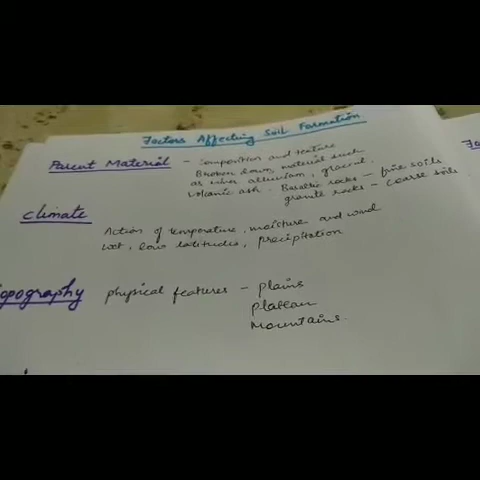 Factors Affecting Soil Formation
Parent Material - Composition and texture
Broken down material such
as river alluvium, glacial,
volcanic ash. Basaltic rocks - fine soils
granite rocks - coarse soils
Climate
Action of temperature, moisture and wind
low latitudes, precipitation
opography physical features - plains
plateau
Mountains.